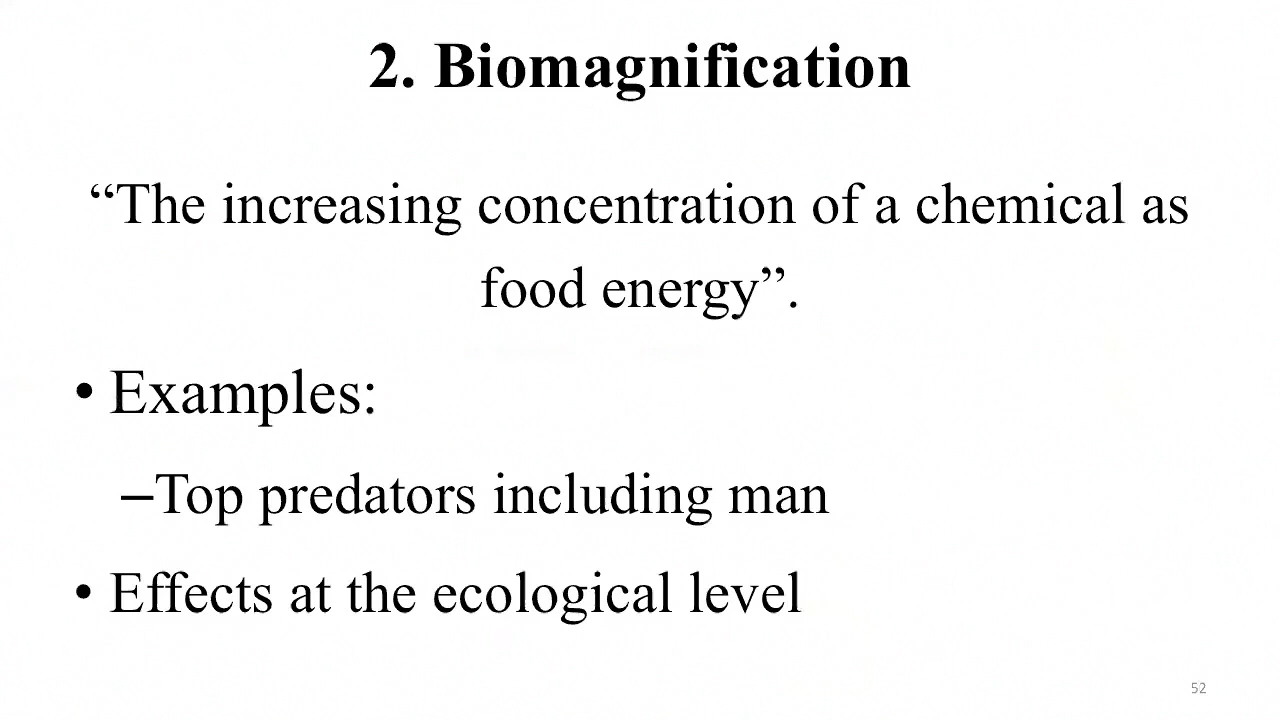 2. Biomagnification
“The increasing concentration of a chemical as
food energy”.
• Examples:
–Top predators including man
• Effects at the ecological level
52